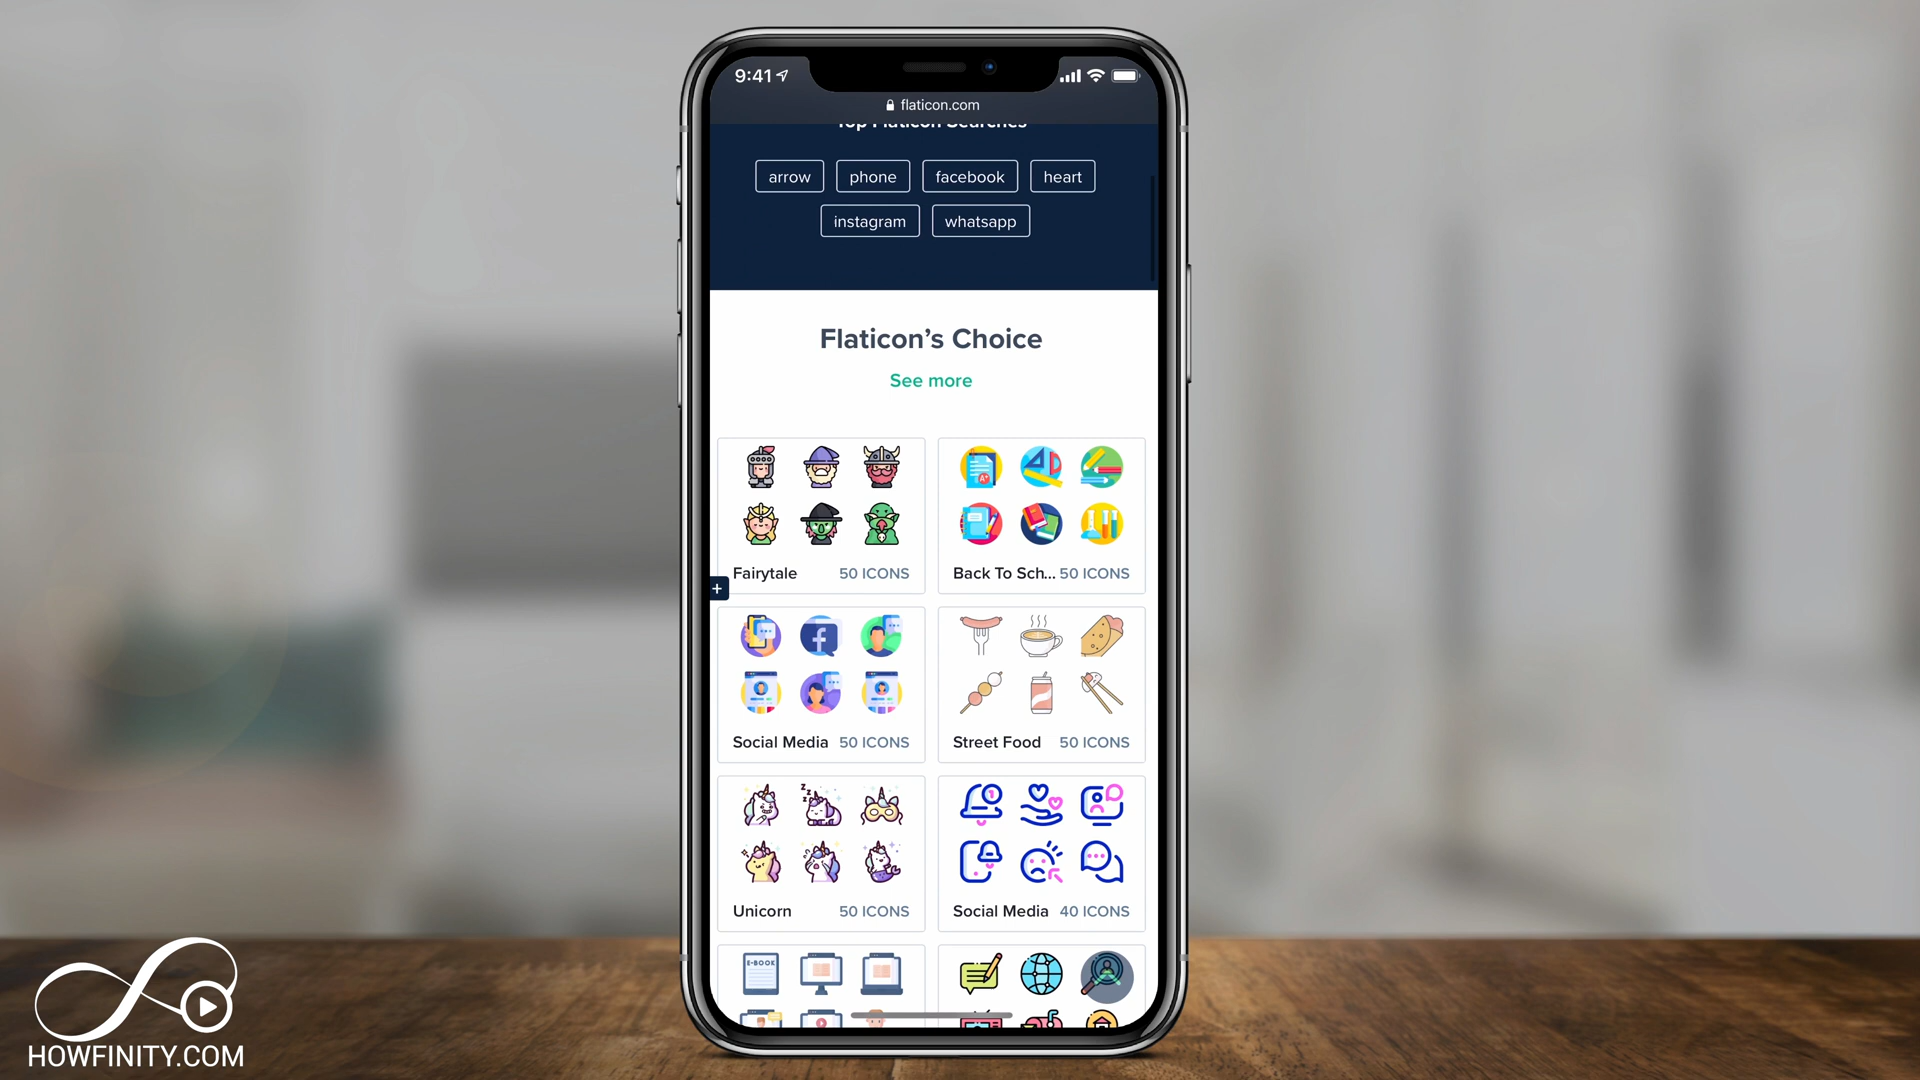 9:41
flaticon.com
Top Flaticon Searches
arrow phone facebook heart
instagram whatsapp
Flaticon's Choice
See more
Fairytale 50 ICONS
Back To Sch... 50 ICONS
Social Media 50 ICONS
Street Food 50 ICONS
Unicorn 50 ICONS
Social Media 40 ICONS
E-BOOK
HOWFINITY.COM